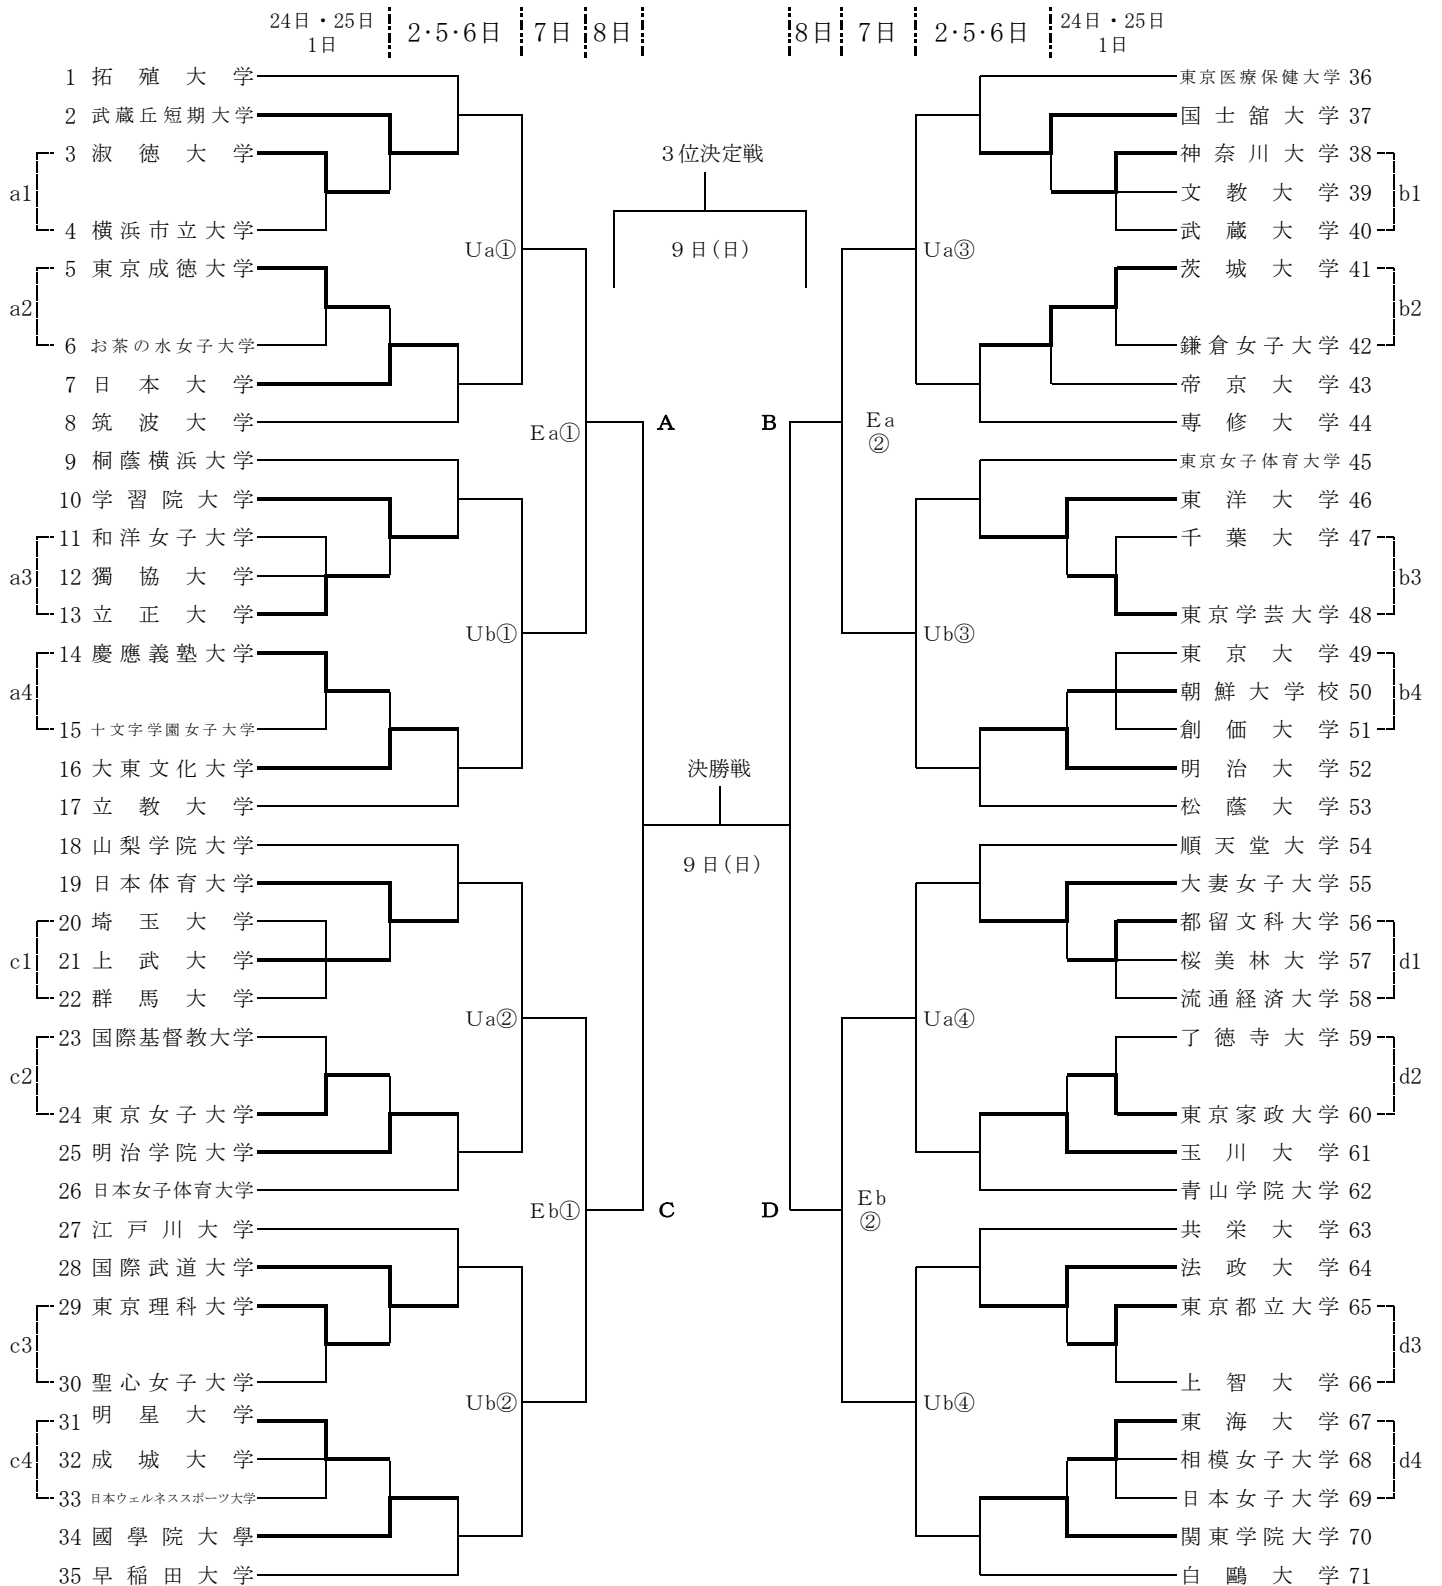 24日・25日
1日
2・5・6日
7日
8日
8日
7日
2・5・6日
24日・25日
1日
1 拓殖大学
2 武蔵丘短期大学
3 淑徳大学
a1
4 横浜市立大学
5 東京成徳大学
a2
6 お茶の水女子大学
7 日本大学
8 筑波大学
9 桐蔭横浜大学
10 学習院大学
11 和洋女子大学
a3
12 獨協大学
13 立正大学
14 慶應義塾大学
a4
15 十文字学園女子大学
16 大東文化大学
17 立教大学
18 山梨学院大学
19 日本体育大学
20 埼玉大学
c1
21 上武大学
22 群馬大学
23 国際基督教大学
c2
24 東京女子大学
25 明治学院大学
26 日本女子体育大学
27 江戸川大学
28 国際武道大学
29 東京理科大学
c3
30 聖心女子大学
31 明星大学
c4
32 成城大学
33 日本ウェルネススポーツ大学
34 國學院大學
35 早稲田大学
Ua①
Ub①
Ua②
Ub②
Ea①
Eb①
A
C
3位決定戦
9日(日)
決勝戦
9日(日)
B
D
Ea
②
Eb
②
Ua③
Ub③
Ua④
Ub④
東京医療保健大学 36
国士舘大学 37
神奈川大学 38
文教大学 39
b1
武蔵大学 40
茨城大学 41
b2
鎌倉女子大学 42
帝京大学 43
専修大学 44
東京女子体育大学 45
東洋大学 46
千葉大学 47
b3
東京学芸大学 48
東京大学 49
朝鮮大学校 50
b4
創価大学 51
明治大学 52
松蔭大学 53
順天堂大学 54
大妻女子大学 55
都留文科大学 56
桜美林大学 57
d1
流通経済大学 58
了徳寺大学 59
d2
東京家政大学 60
玉川大学 61
青山学院大学 62
共栄大学 63
法政大学 64
東京都立大学 65
d3
上智大学 66
東海大学 67
相模女子大学 68
d4
日本女子大学 69
関東学院大学 70
白鷗大学 71